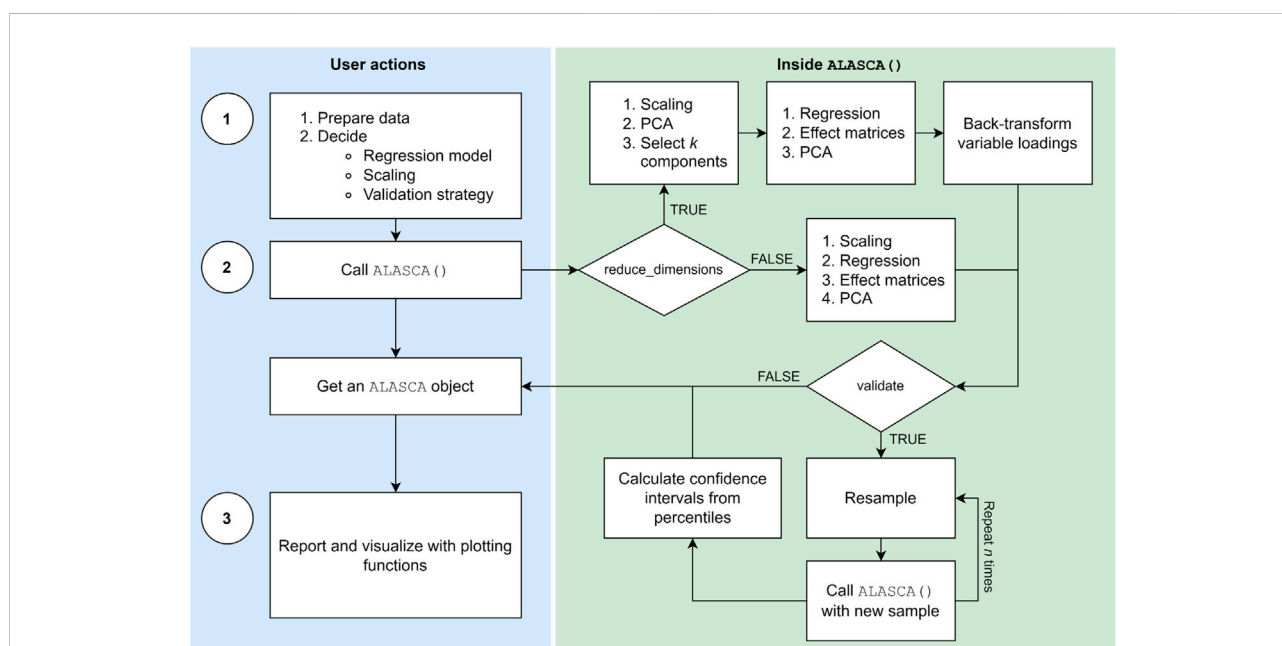 User actions
1
1. Prepare data
2. Decide
Regression model
Scaling
Validation strategy
2
Call ALASCA()
Get an ALASCA object
3
Report and visualize with plotting
functions
Inside ALASCA()
1. Scaling
2. PCA
3. Select k
components
1. Regression
2. Effect matrices
3. PCA
Back-transform
variable loadings
TRUE
reduce_dimensions
FALSE
1. Scaling
2. Regression
3. Effect matrices
4. PCA
FALSE
validate
TRUE
Calculate confidence
intervals from
percentiles
Resample
Repeat n times
Call ALASCA()
with new sample